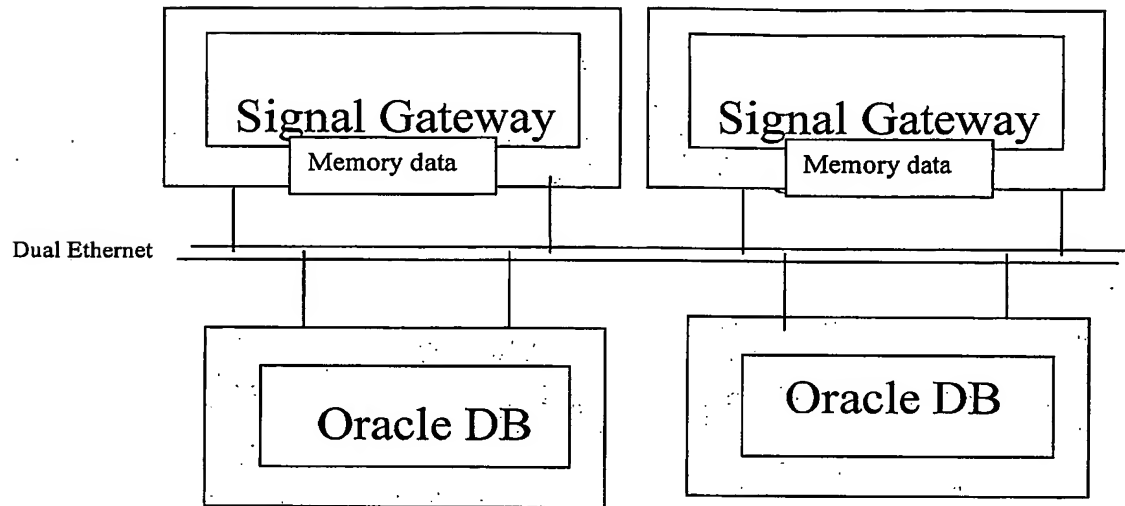 Signal Gateway
Signal Gateway
Memory data
Memory data
Dual Ethernet
Oracle DB
Oracle DB